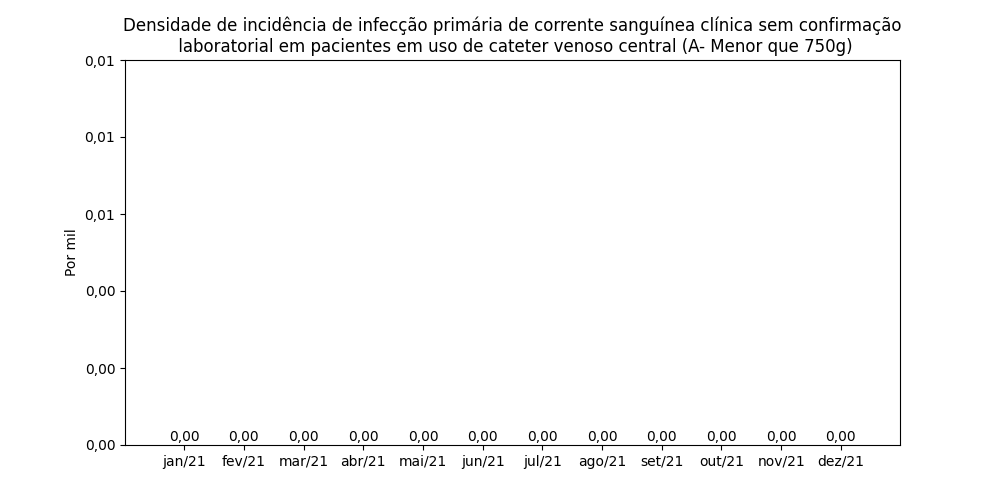 Densidade de incidência de infecção primária de corrente sanguínea clínica sem confirmação
laboratorial em pacientes em uso de cateter venoso central (A- Menor que 750g)
0,01
0,01
0,01
0,00
0,00
0,00
Por mil
0,00 0,00 0,00 0,00 0,00 0,00 0,00 0,00 0,00 0,00 0,00 0,00
jan/21 fev/21 mar/21 abr/21 mai/21 jun/21 jul/21 ago/21 set/21 out/21 nov/21 dez/21